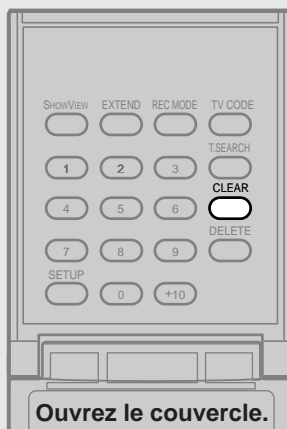 SHOWVIEW EXTEND REC MODE TV CODE
T.SEARCH
1 2 3
CLEAR
4 5 6
DELETE
7 8 9
SETUP
0 +10
Ouvrez le couvercle.